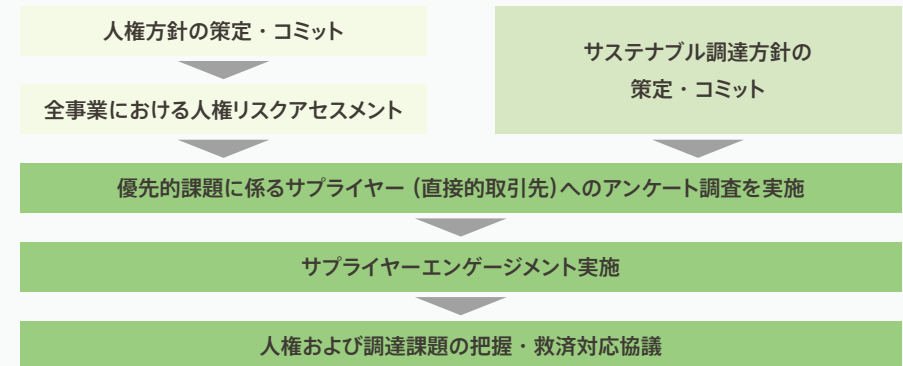 人権方針の策定・コミット
全事業における人権リスクアセスメント
サステナブル調達方針の
策定・コミット
優先的課題に係るサプライヤー（直接的取引先）へのアンケート調査を実施
サプライヤーエンゲージメント実施
人権および調達課題の把握・救済対応協議